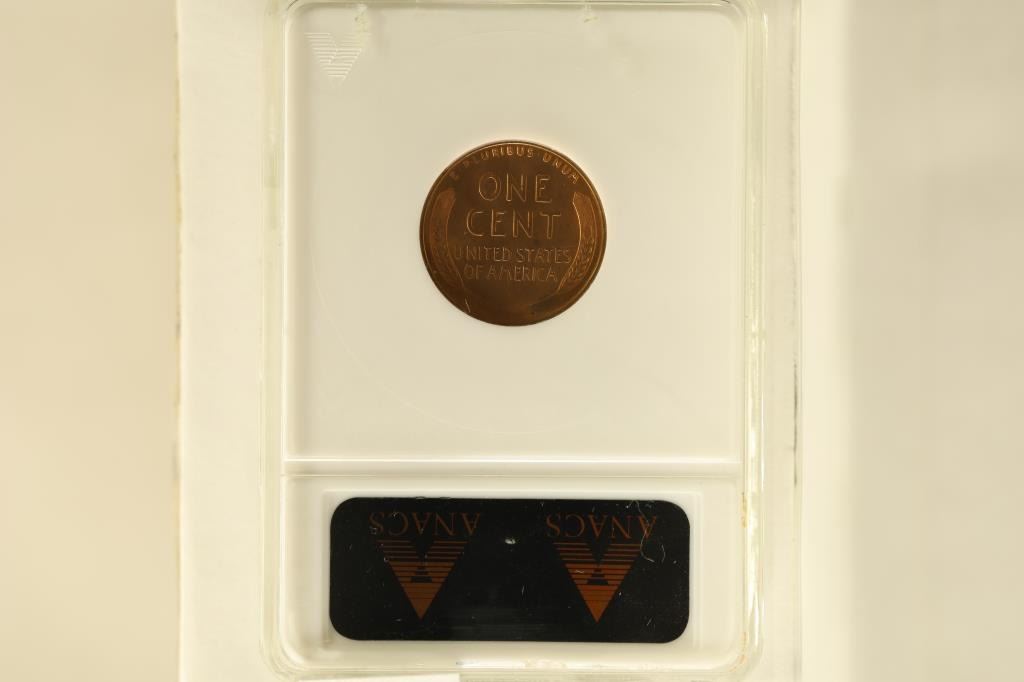 E·PLURIBUS·UNUM
ONE
CENT
UNITED STATES
OF AMERICA
ANACS ANACS